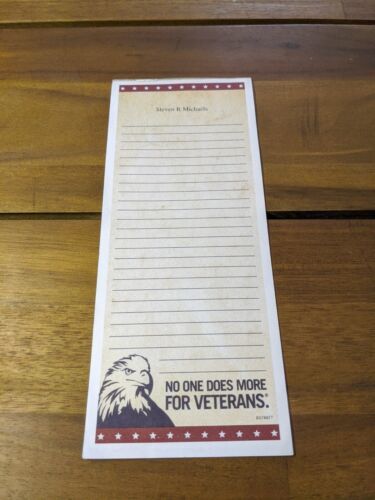 Steven R Michaels
NO ONE DOES MORE
FOR VETERANS.®